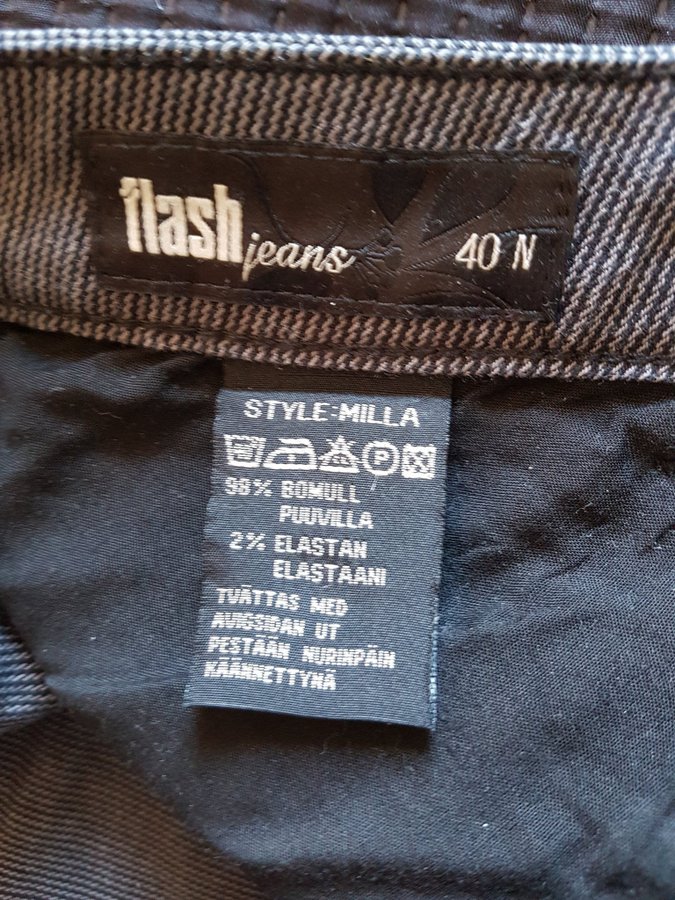 flash jeans 40 N
STYLE:MILLA
P
98% BOMULL
PUUVILLA
2% ELASTAN
ELASTAANI
TVÄTTAS MED
AVIGSIDAN UT
PESTÄÄN NURINPÄIN
KÄÄNNETTYNÄ